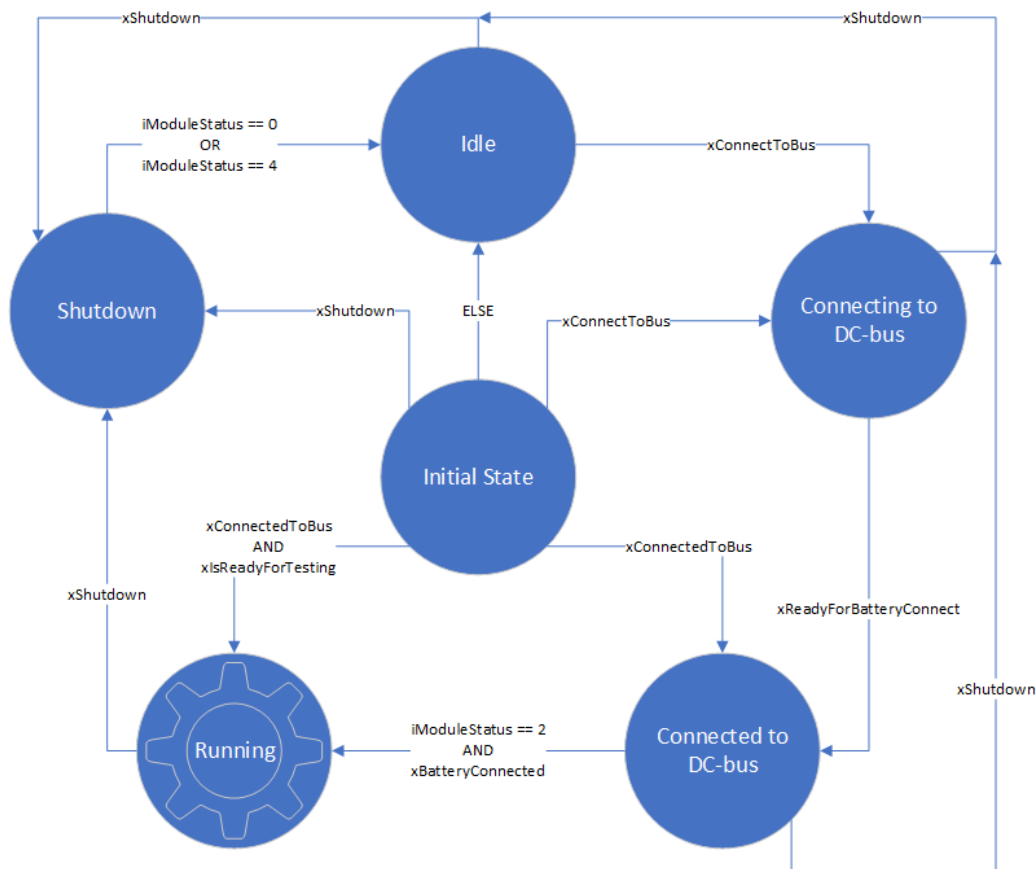 xShutdown
xShutdown
iModuleStatus == 0
OR
iModuleStatus == 4
Idle
xConnectToBus
Shutdown
xShutdown
ELSE
xConnectToBus
Connecting to
DC-bus
Initial State
xConnectedToBus
AND
xIsReadyForTesting
xConnectedToBus
xShutdown
xReadyForBatteryConnect
xShutdown
Running
iModuleStatus == 2
AND
xBatteryConnected
Connected to
DC-bus